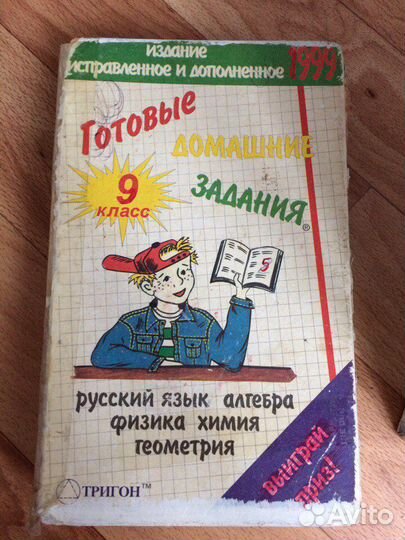 издание
исправленное и дополненное 1999
Готовые
домашние
задания®
9
класс
5
русский язык алгебра
физика химия
геометрия
выиграй
приз!
ТРИГОН™
Avito